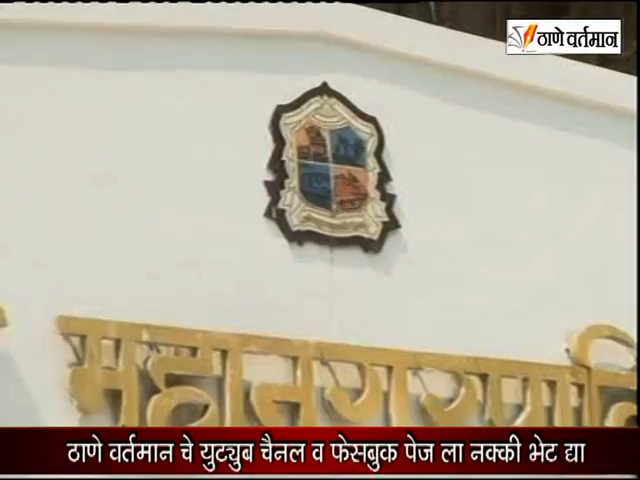 ठाणे वर्तमान
महानगरपालि
ठाणे वर्तमान चे युट्युब चैनल व फेसबुक पेज ला नक्की भेट द्या